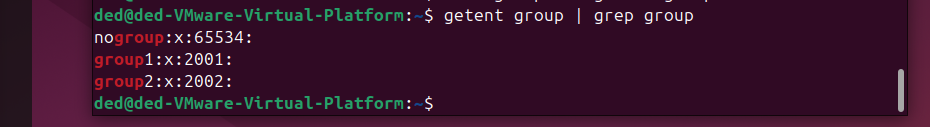 ded@ded-VMware-Virtual-Platform:~$ getent group | grep group
nogroup:x:65534:
group1:x:2001:
group2:x:2002:
ded@ded-VMware-Virtual-Platform:~$